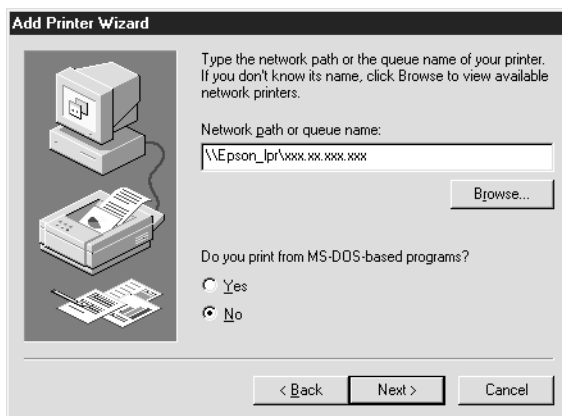 Add Printer Wizard
Type the network path or the queue name of your printer.
If you don't know its name, click Browse to view available
network printers.
Network path or queue name:
\\Epson_lpr\xxx.xx.xxx.xxx
Browse...
Do you print from MS-DOS-based programs?
Yes
No
< Back
Next >
Cancel